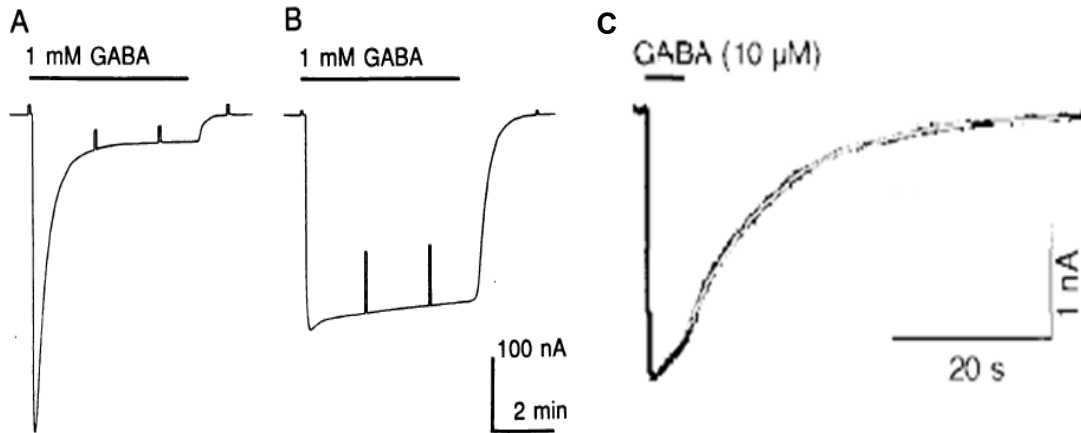 A
1 mM GABA
B
1 mM GABA
100 nA
2 min
C
GABA (10 µM)
1 nA
20 s